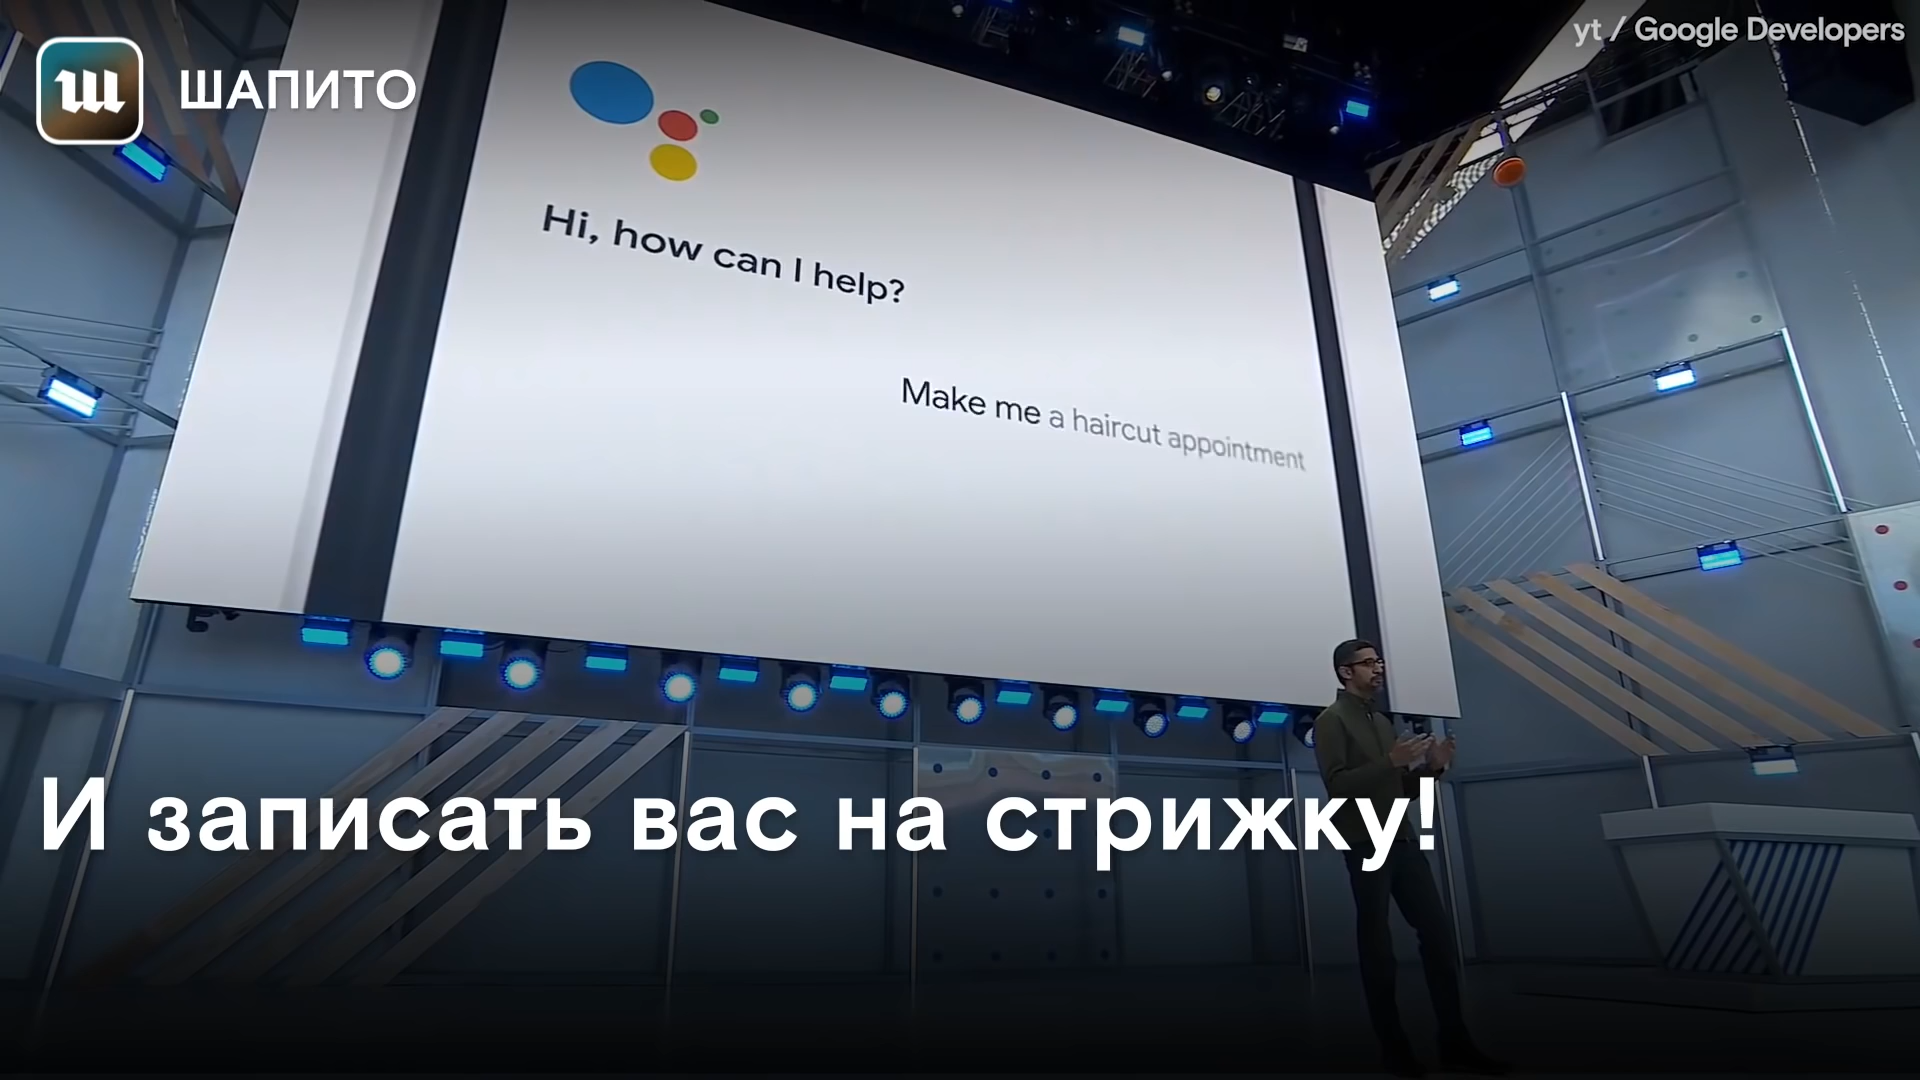 yt / Google Developers
Ш ШАПИТО
Hi, how can I help?
Make me a haircut appointment
И записать вас на стрижку!